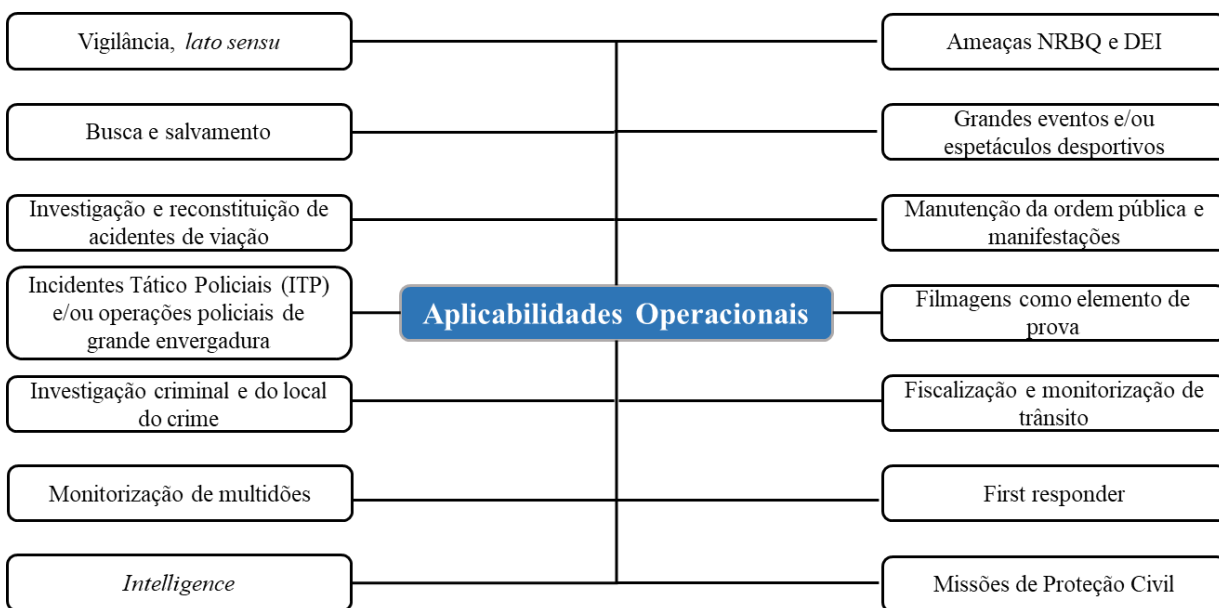 Vigilância, lato sensu
Ameaças NRBQ e DEI
Busca e salvamento
Grandes eventos e/ou
espetáculos desportivos
Investigação e reconstituição de
acidentes de viação
Manutenção da ordem pública e
manifestações
Incidentes Tático Policiais (ITP)
e/ou operações policiais de
grande envergadura
Aplicabilidades Operacionais
Filmagens como elemento de
prova
Investigação criminal e do local
do crime
Fiscalização e monitorização de
trânsito
Monitorização de multidões
First responder
Intelligence
Missões de Proteção Civil